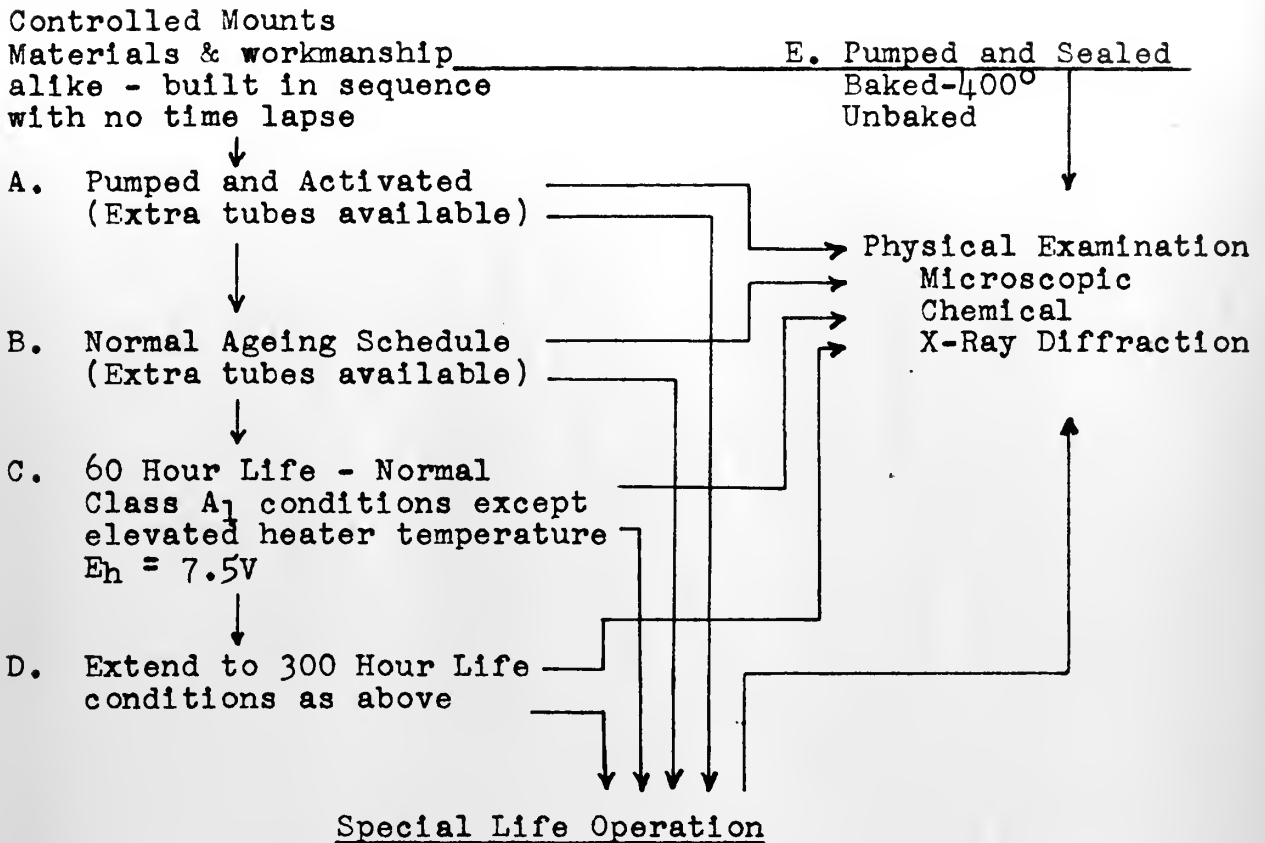 Controlled Mounts
Materials & workmanship
alike - built in sequence
with no time lapse
E. Pumped and Sealed
Baked-400°
Unbaked
A. Pumped and Activated
(Extra tubes available)
Physical Examination
Microscopic
Chemical
X-Ray Diffraction
B. Normal Ageing Schedule
(Extra tubes available)
C. 60 Hour Life - Normal
Class A1 conditions except
elevated heater temperature
Eh = 7.5V
D. Extend to 300 Hour Life
conditions as above
Special Life Operation